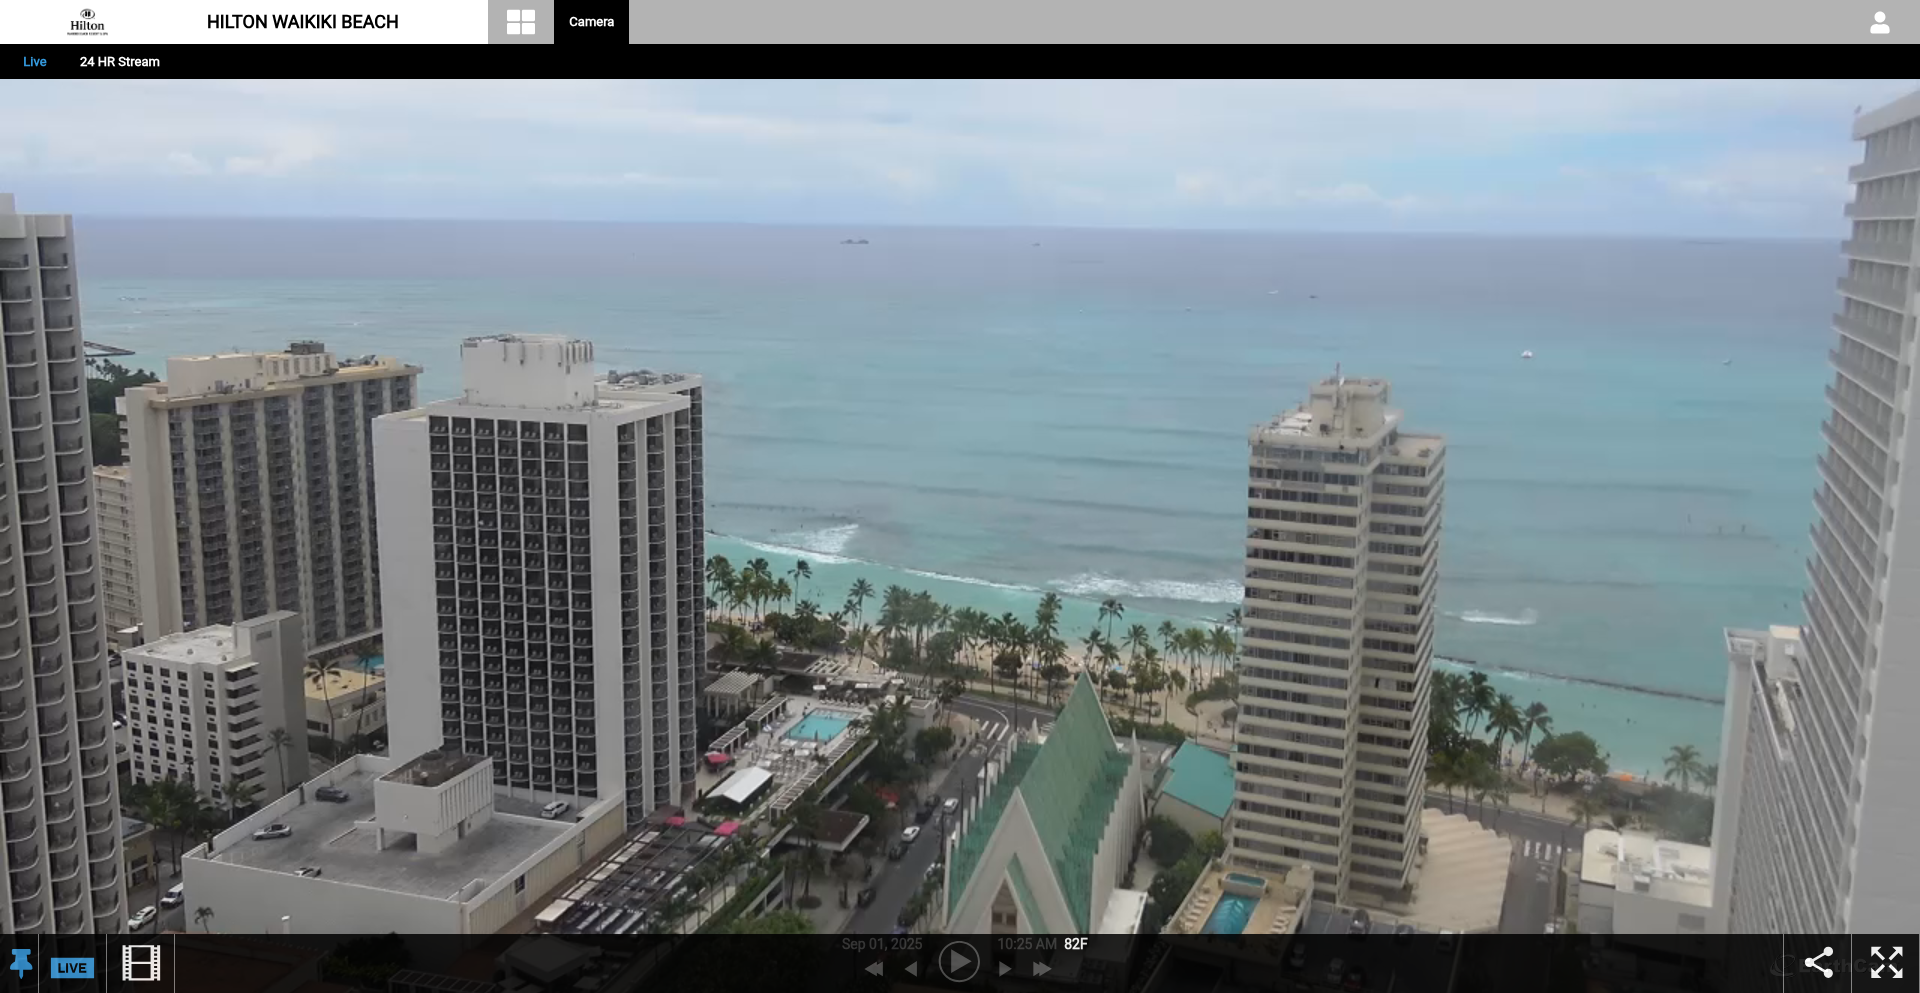 Hilton
HILTON WAIKIKI BEACH
Camera
Live
24 HR Stream
Sep 01, 2025
10:25 AM
82F
LIVE